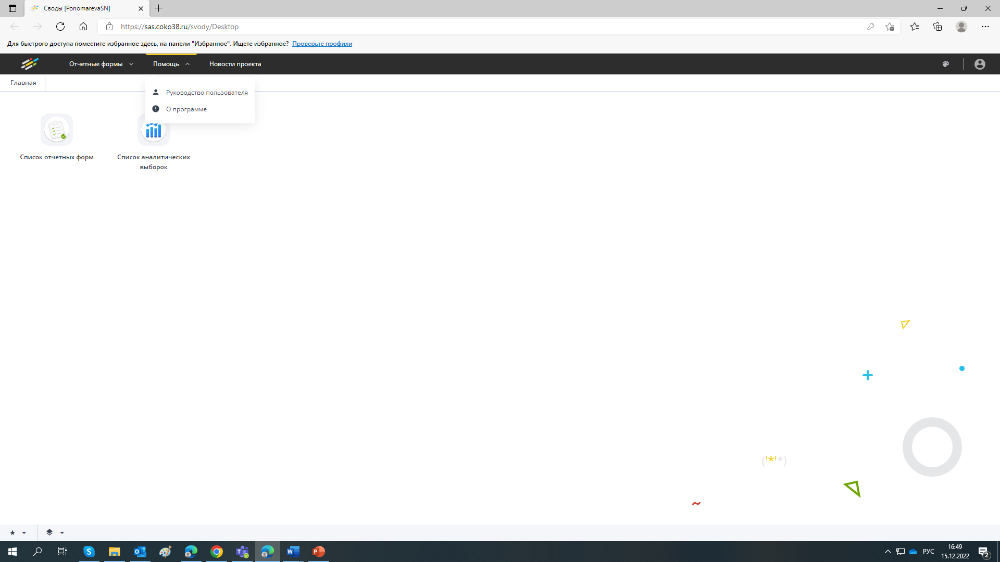 Своды [PonomarevaSN]
https://sas.coko38.ru/svody/Desktop
Для быстрого доступа поместите избранное здесь, на панели "Избранное". Ищете избранное? Проверьте профили
Отчетные формы
Помощь
Новости проекта
Главная
Руководство пользователя
О программе
Список отчетных форм
Список аналитических
выборок
('*'*)
~
РУС
16:49
15.12.2022
2